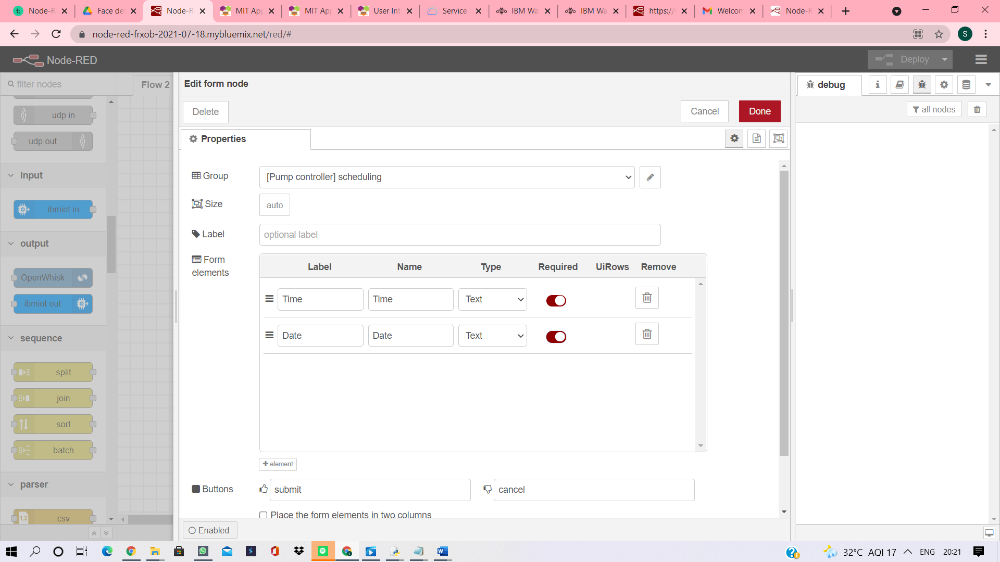 Node-R
Face de
Node-R
MIT App
MIT App
User Int
Service
IBM Wa
IBM Wa
https://
Welcom
Node-R
node-red-frxob-2021-07-18.mybluemix.net/red/#
S
Node-RED
Deploy
filter nodes
Flow 2
Edit form node
debug
i
Delete
Cancel
Done
all nodes
udp in
udp out
Properties
input
Group
[Pump controller] scheduling
ibmiot in
Size
auto
Label
optional label
output
Form
elements
Label
Name
Type
Required
UiRows
Remove
OpenWhisk
Time
Time
Text
ibmiot out
Date
Date
Text
sequence
split
join
sort
batch
element
parser
Buttons
submit
cancel
1,2
csv
Place the form elements in two columns
Enabled
32°C AQI 17
ENG
20:21